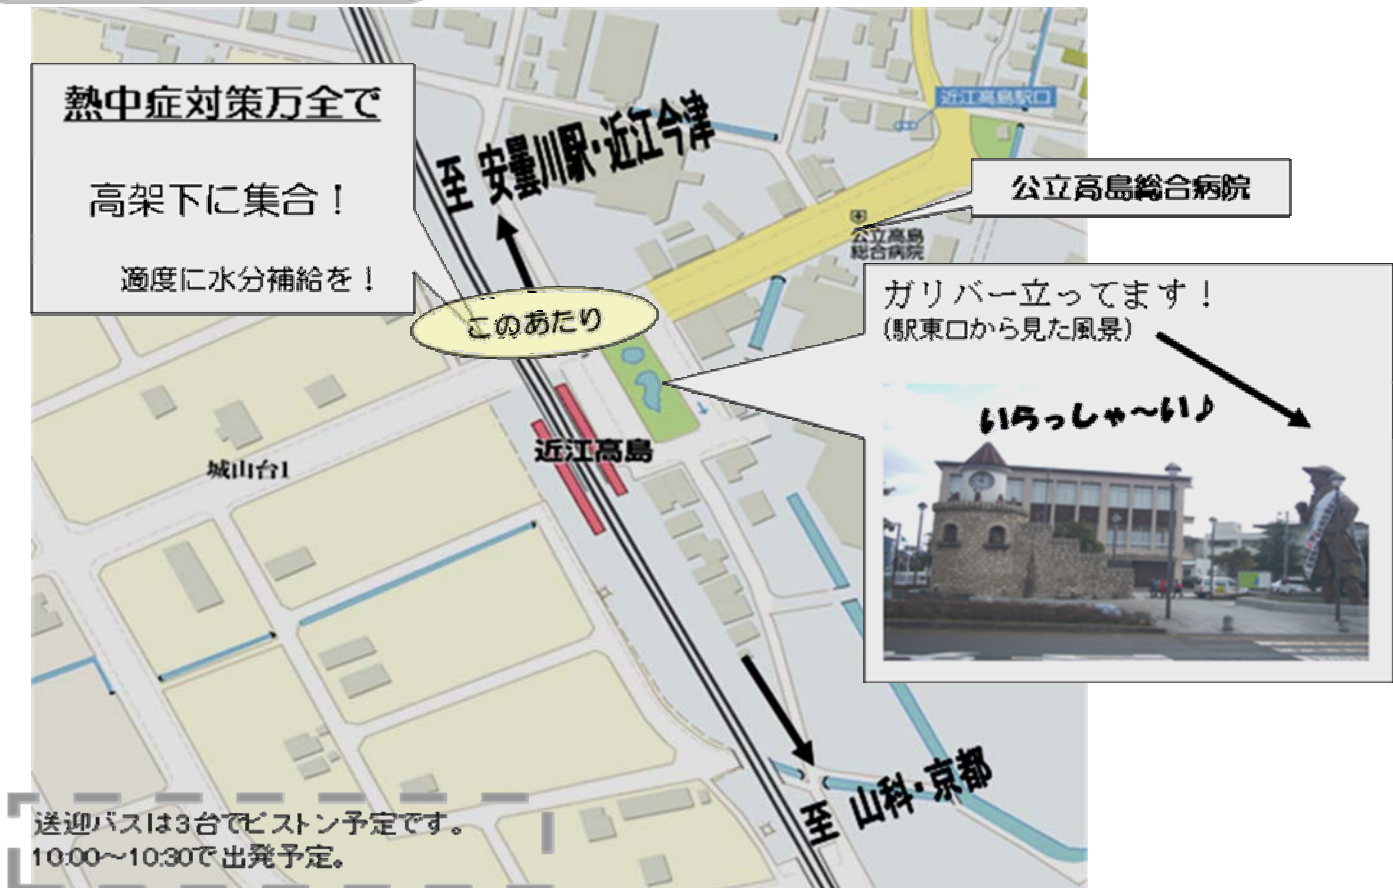 熱中症対策万全で
高架下に集合！
適度に水分補給を！
至 安曇川駅・近江今津
近江高島駅口
公立高島総合病院
公立高島
総合病院
このあたり
ガリバー立ってます！
(駅東口から見た風景)
いらっしゃ～い♪
近江高島
城山台1
至 山科・京都
送迎バスは3台でピストン予定です。
10:00～10:30で出発予定。